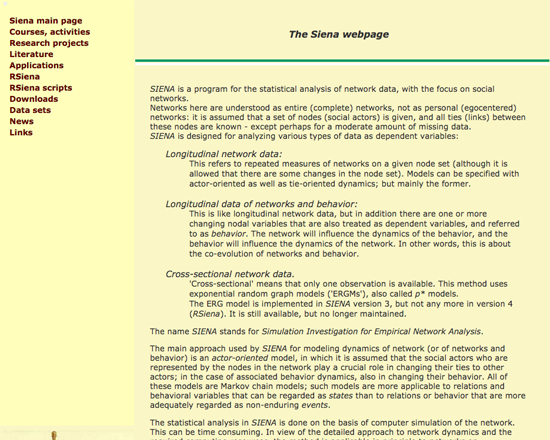 Siena main page
Courses, activities
Research projects
Literature
Applications
RSiena
RSiena scripts
Downloads
Data sets
News
Links
The Siena webpage
SIENA is a program for the statistical analysis of network data, with the focus on social
networks.
Networks here are understood as entire (complete) networks, not as personal (egocentered)
networks: it is assumed that a set of nodes (social actors) is given, and all ties (links) between
these nodes are known - except perhaps for a moderate amount of missing data.
SIENA is designed for analyzing various types of data as dependent variables:
Longitudinal network data:
This refers to repeated measures of networks on a given node set (although it is
allowed that there are some changes in the node set). Models can be specified with
actor-oriented as well as tie-oriented dynamics; but mainly the former.
Longitudinal data of networks and behavior:
This is like longitudinal network data, but in addition there are one or more
changing nodal variables that are also treated as dependent variables, and referred
to as behavior. The network will influence the dynamics of the behavior, and the
behavior will influence the dynamics of the network. In other words, this is about
the co-evolution of networks and behavior.
Cross-sectional network data.
'Cross-sectional' means that only one observation is available. This method uses
exponential random graph models ('ERGMs'), also called p* models.
The ERG model is implemented in SIENA version 3, but not any more in version 4
(RSiena). It is still available, but no longer maintained.
The name SIENA stands for Simulation Investigation for Empirical Network Analysis.
The main approach used by SIENA for modeling dynamics of network (or of networks and
behavior) is an actor-oriented model, in which it is assumed that the social actors who are
represented by the nodes in the network play a crucial role in changing their ties to other
actors; in the case of associated behavior dynamics, also in changing their behavior. All of
these models are Markov chain models; such models are more applicable to relations and
behavioral variables that can be regarded as states than to relations or behavior that are more
adequately regarded as non-enduring events.
The statistical analysis in SIENA is done on the basis of computer simulation of the network.
This can be time consuming. In view of the detailed approach to network dynamics and the